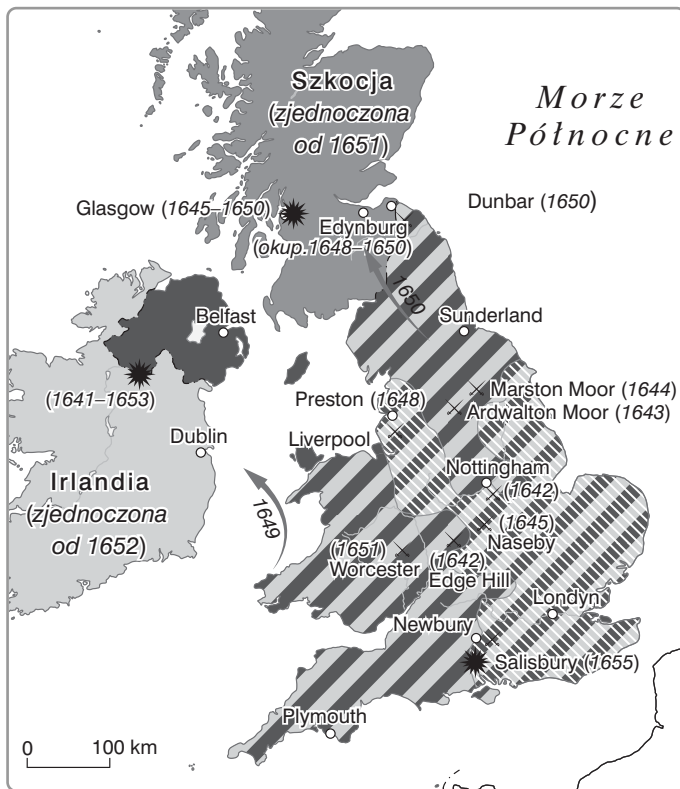 Szkocja
(zjednoczona
od 1651)
Morze
Północne
Glasgow (1645–1650)
Dunbar (1650)
Edynburg
(okup.1648–1650)
1650
Belfast
Sunderland
(1641–1653)
Preston (1648)
Marston Moor (1644)
Ardwalton Moor (1643)
Dublin
Liverpool
Nottingham
(1642)
Irlandia
(zjednoczona
od 1652)
1649
(1645)
Naseby
(1651)
Worcester
(1642)
Edge Hill
Londyn
Newbury
Salisbury (1655)
Plymouth
0 100 km